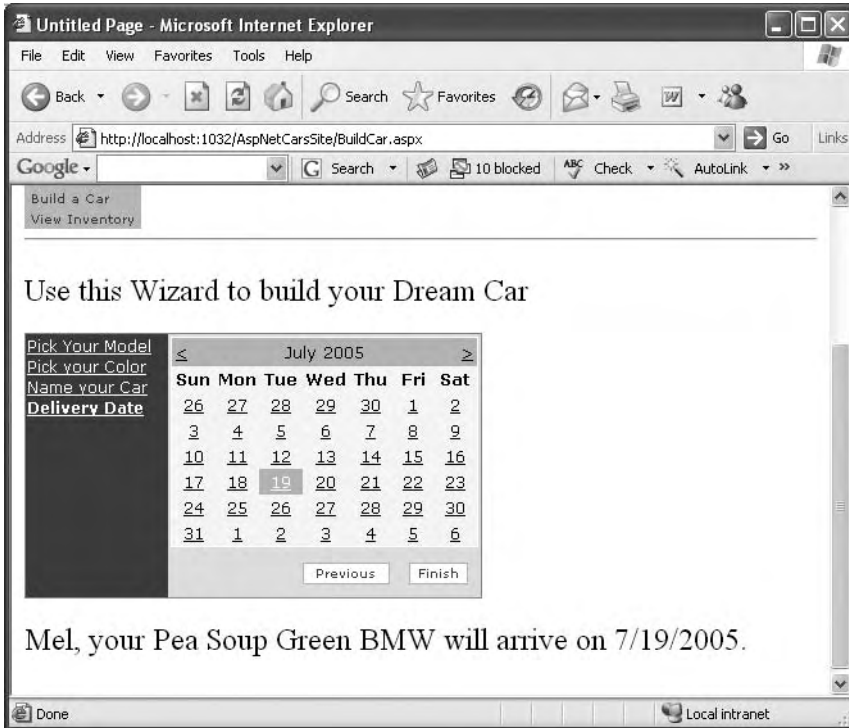 Untitled Page - Microsoft Internet Explorer
File Edit View Favorites Tools Help
Back Search Favorites
Address http://localhost:1032/AspNetCarsSite/BuildCar.aspx Go Links
Google Search 10 blocked ABC Check AutoLink »
Build a Car
View Inventory
Use this Wizard to build your Dream Car
Pick Your Model
Pick your Color
Name your Car
Delivery Date
< July 2005 >
Sun Mon Tue Wed Thu Fri Sat
26 27 28 29 30 1 2
3 4 5 6 7 8 9
10 11 12 13 14 15 16
17 18 19 20 21 22 23
24 25 26 27 28 29 30
31 1 2 3 4 5 6
Previous Finish
Mel, your Pea Soup Green BMW will arrive on 7/19/2005.
Done Local intranet